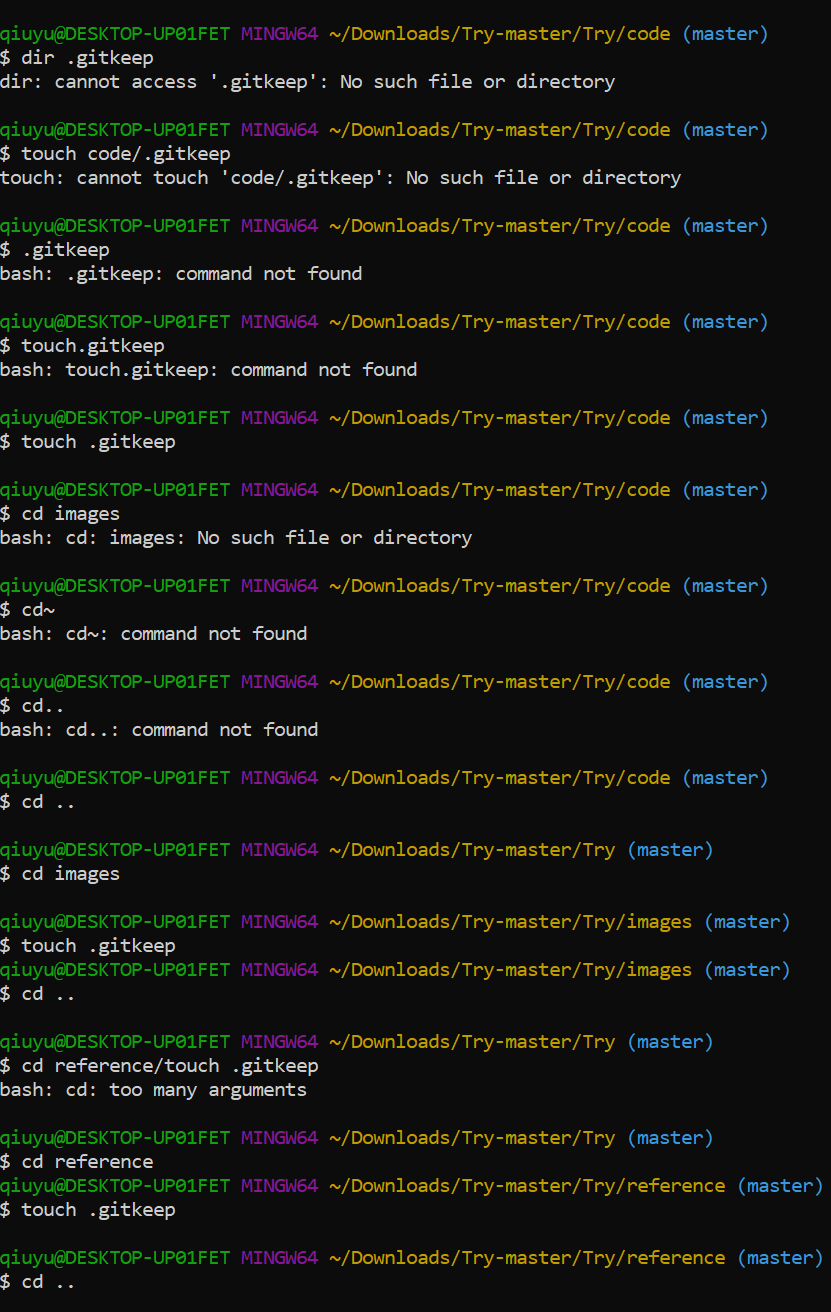 qiuyu@DESKTOP-UP01FET MINGW64 ~/Downloads/Try-master/Try/code (master)
$ dir .gitkeep
dir: cannot access '.gitkeep': No such file or directory
qiuyu@DESKTOP-UP01FET MINGW64 ~/Downloads/Try-master/Try/code (master)
$ touch code/.gitkeep
touch: cannot touch 'code/.gitkeep': No such file or directory
qiuyu@DESKTOP-UP01FET MINGW64 ~/Downloads/Try-master/Try/code (master)
$ .gitkeep
bash: .gitkeep: command not found
qiuyu@DESKTOP-UP01FET MINGW64 ~/Downloads/Try-master/Try/code (master)
$ touch.gitkeep
bash: touch.gitkeep: command not found
qiuyu@DESKTOP-UP01FET MINGW64 ~/Downloads/Try-master/Try/code (master)
$ touch .gitkeep
qiuyu@DESKTOP-UP01FET MINGW64 ~/Downloads/Try-master/Try/code (master)
$ cd images
bash: cd: images: No such file or directory
qiuyu@DESKTOP-UP01FET MINGW64 ~/Downloads/Try-master/Try/code (master)
$ cd~
bash: cd~: command not found
qiuyu@DESKTOP-UP01FET MINGW64 ~/Downloads/Try-master/Try/code (master)
$ cd..
bash: cd..: command not found
qiuyu@DESKTOP-UP01FET MINGW64 ~/Downloads/Try-master/Try/code (master)
$ cd ..
qiuyu@DESKTOP-UP01FET MINGW64 ~/Downloads/Try-master/Try (master)
$ cd images
qiuyu@DESKTOP-UP01FET MINGW64 ~/Downloads/Try-master/Try/images (master)
$ touch .gitkeep
qiuyu@DESKTOP-UP01FET MINGW64 ~/Downloads/Try-master/Try/images (master)
$ cd ..
qiuyu@DESKTOP-UP01FET MINGW64 ~/Downloads/Try-master/Try (master)
$ cd reference/touch .gitkeep
bash: cd: too many arguments
qiuyu@DESKTOP-UP01FET MINGW64 ~/Downloads/Try-master/Try (master)
$ cd reference
qiuyu@DESKTOP-UP01FET MINGW64 ~/Downloads/Try-master/Try/reference (master)
$ touch .gitkeep
qiuyu@DESKTOP-UP01FET MINGW64 ~/Downloads/Try-master/Try/reference (master)
$ cd ..